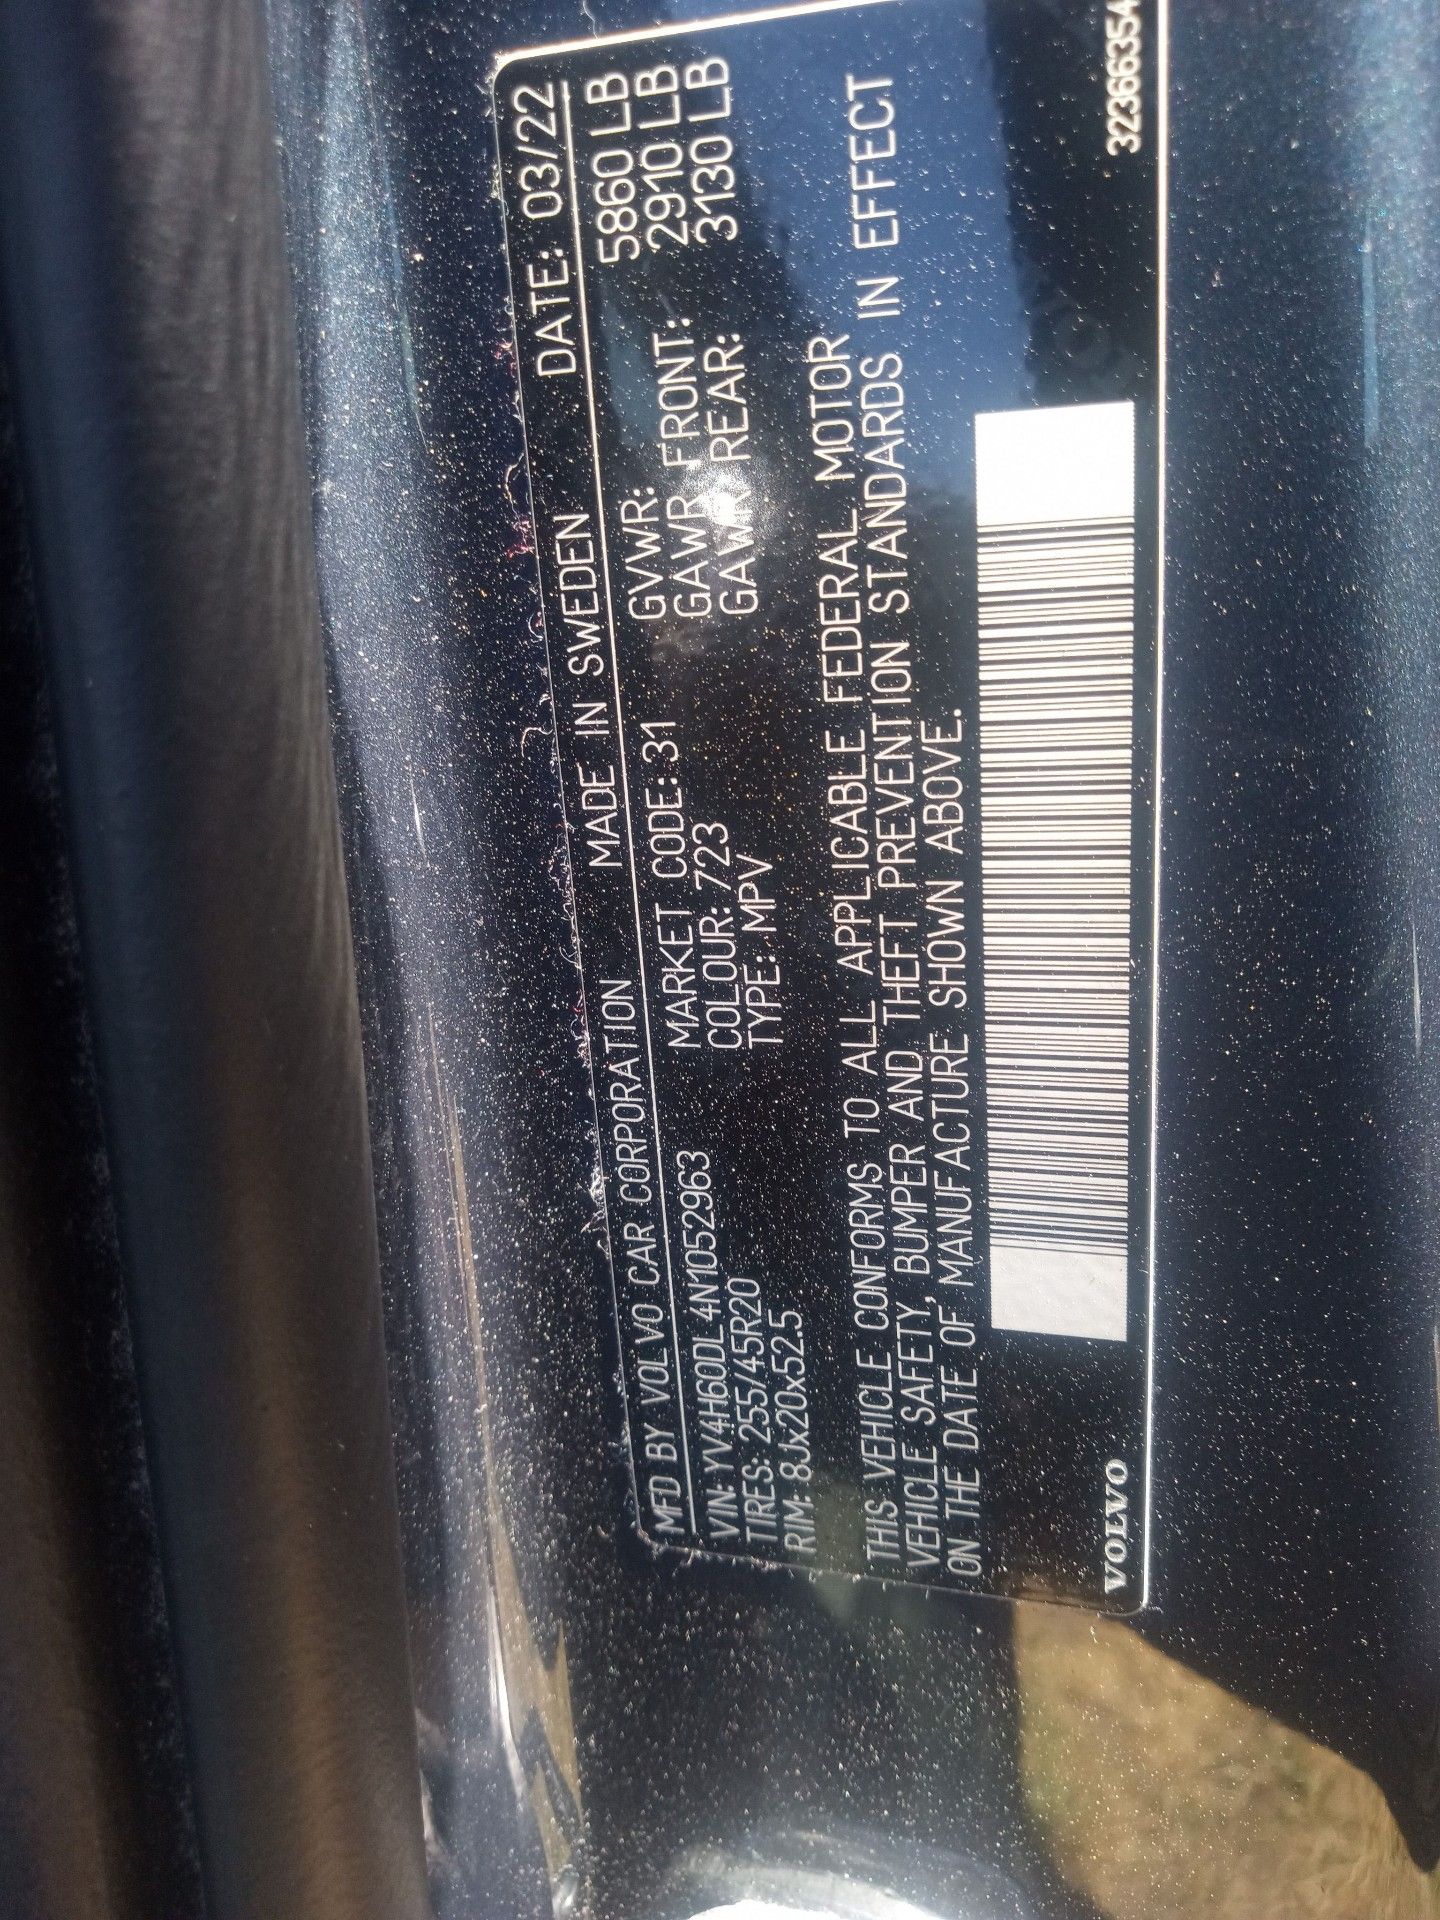 MFD BY VOLVO CAR CORPORATION MADE IN SWEDEN DATE: 03/22
VIN: YV4H60DL4N1052963 MARKET CODE: 31 GVWR: 5860 LB
TIRES: 255/45R20 COLOUR: 723 GAWR FRONT: 2910 LB
RIM: 8Jx20x52.5 TYPE: MPV GAWR REAR: 3130 LB
THIS VEHICLE CONFORMS TO ALL APPLICABLE FEDERAL MOTOR
VEHICLE SAFETY, BUMPER AND THEFT PREVENTION STANDARDS IN EFFECT
ON THE DATE OF MANUFACTURE SHOWN ABOVE.
VOLVO 32366354